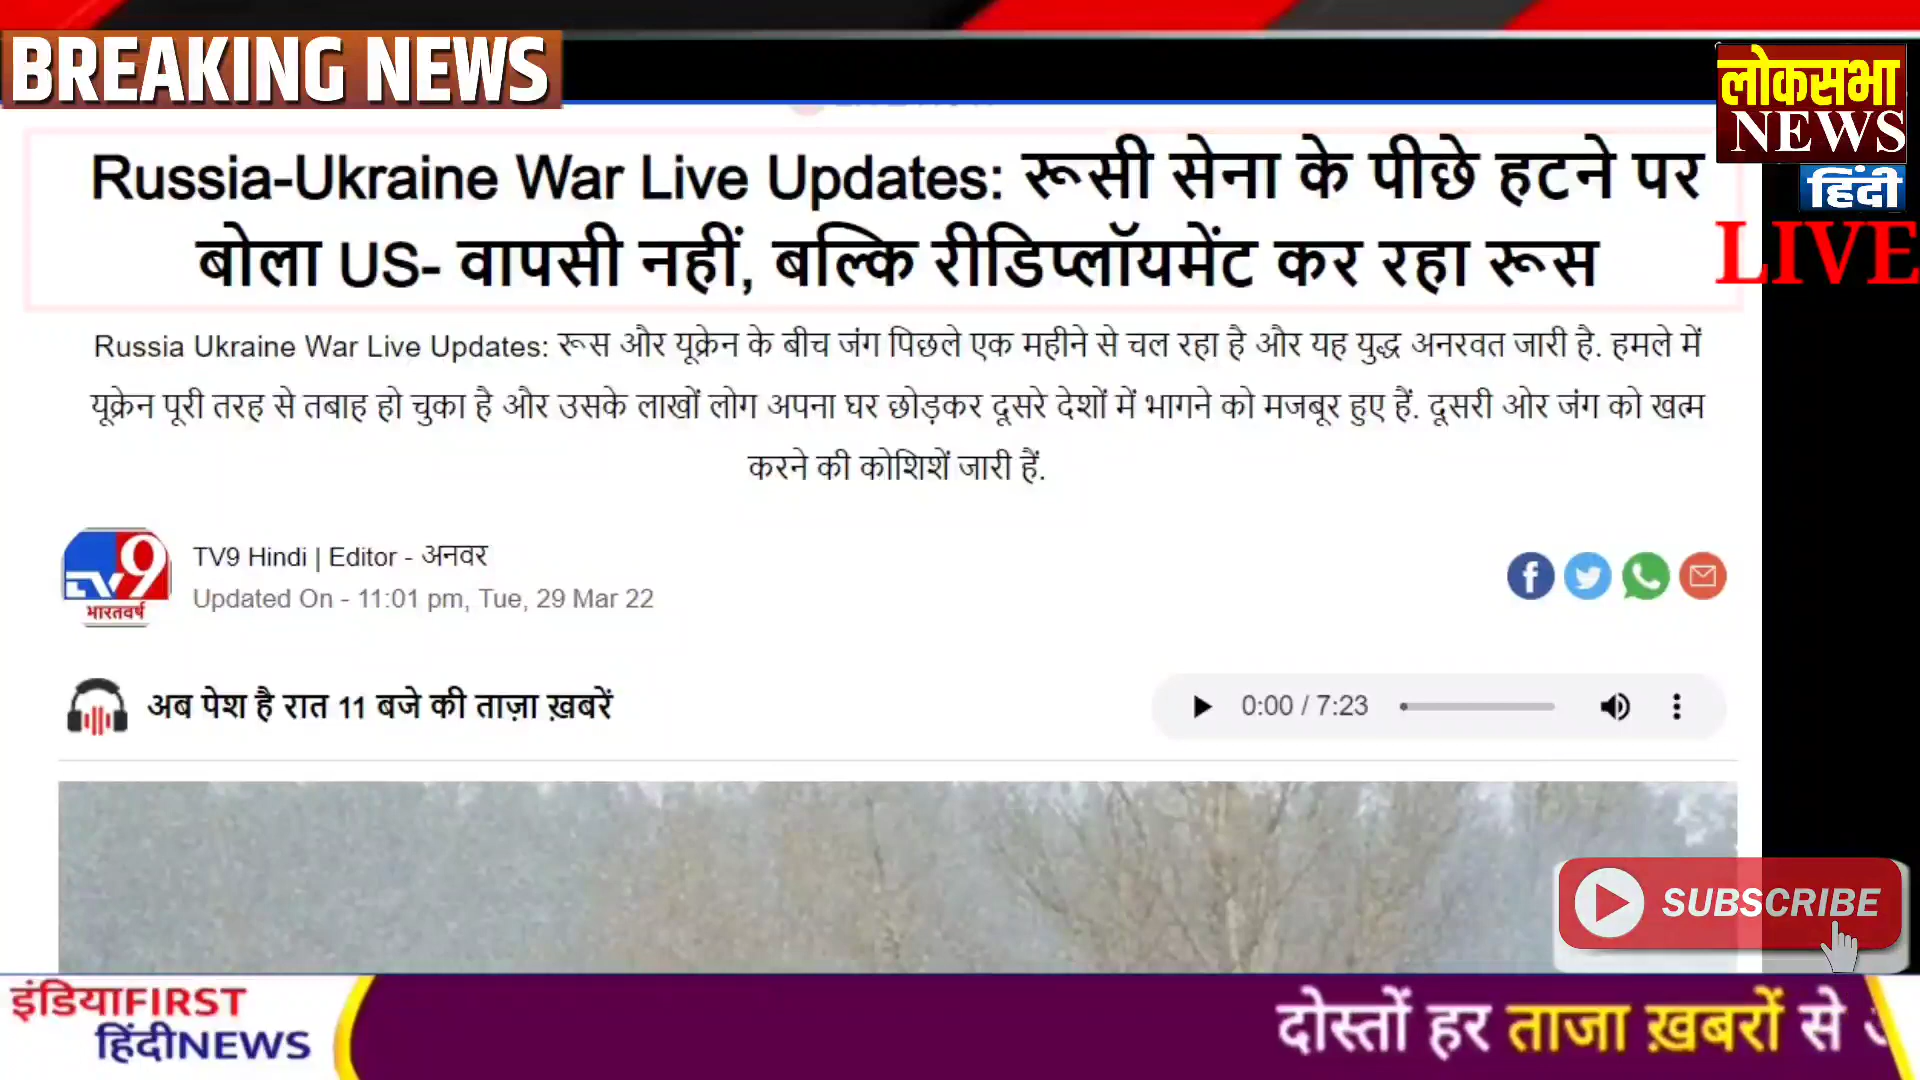 BREAKING NEWS
लोकसभा
NEWS
हिंदी
LIVE
Russia-Ukraine War Live Updates: रूसी सेना के पीछे हटने पर
बोला US- वापसी नहीं, बल्कि रीडिप्लॉयमेंट कर रहा रूस
Russia Ukraine War Live Updates: रूस और यूक्रेन के बीच जंग पिछले एक महीने से चल रहा है और यह युद्ध अनरवत जारी है. हमले में
यूक्रेन पूरी तरह से तबाह हो चुका है और उसके लाखों लोग अपना घर छोड़कर दूसरे देशों में भागने को मजबूर हुए हैं. दूसरी ओर जंग को खत्म
करने की कोशिशें जारी हैं.
TV9
भारतवर्ष
TV9 Hindi | Editor - अनवर
Updated On - 11:01 pm, Tue, 29 Mar 22
अब पेश है रात 11 बजे की ताज़ा ख़बरें
0:00 / 7:23
SUBSCRIBE
इंडियाFIRST
हिंदीNEWS
दोस्तों हर ताजा ख़बरों से